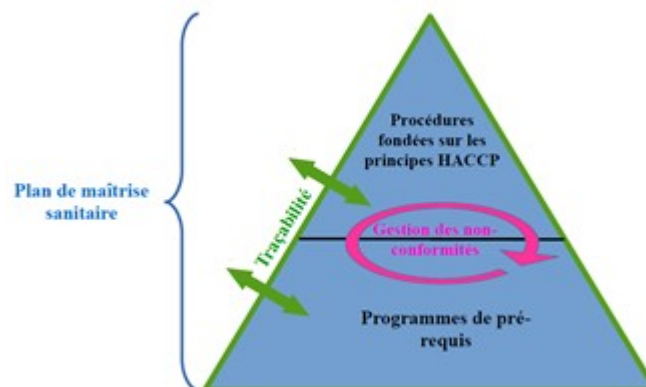 Plan de maîtrise
sanitaire
Traçabilité
Procédures
fondées sur les
principes HACCP
Gestion des non-
conformités
Programmes de pré-
requis